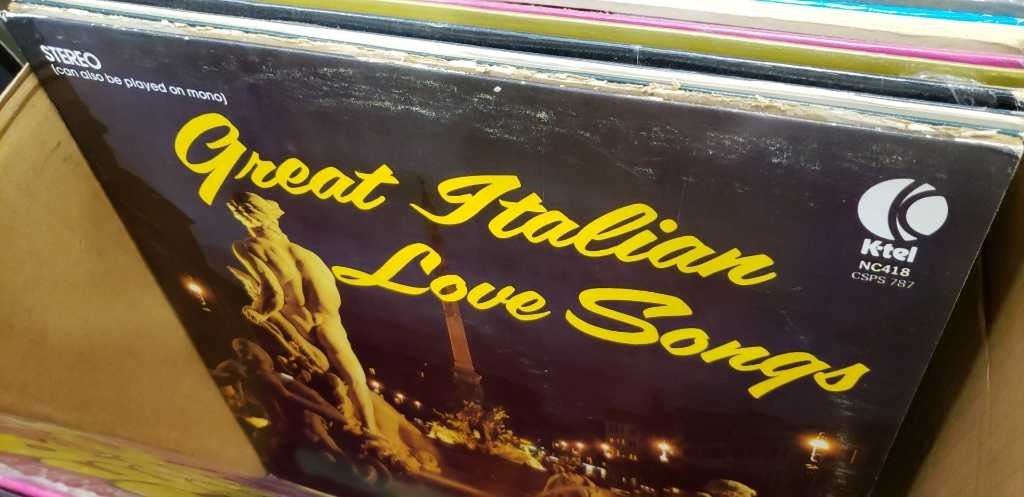 STEREO
(can also be played on mono)
Great Italian
Love Songs
K-tel
NC418
CSPS 787